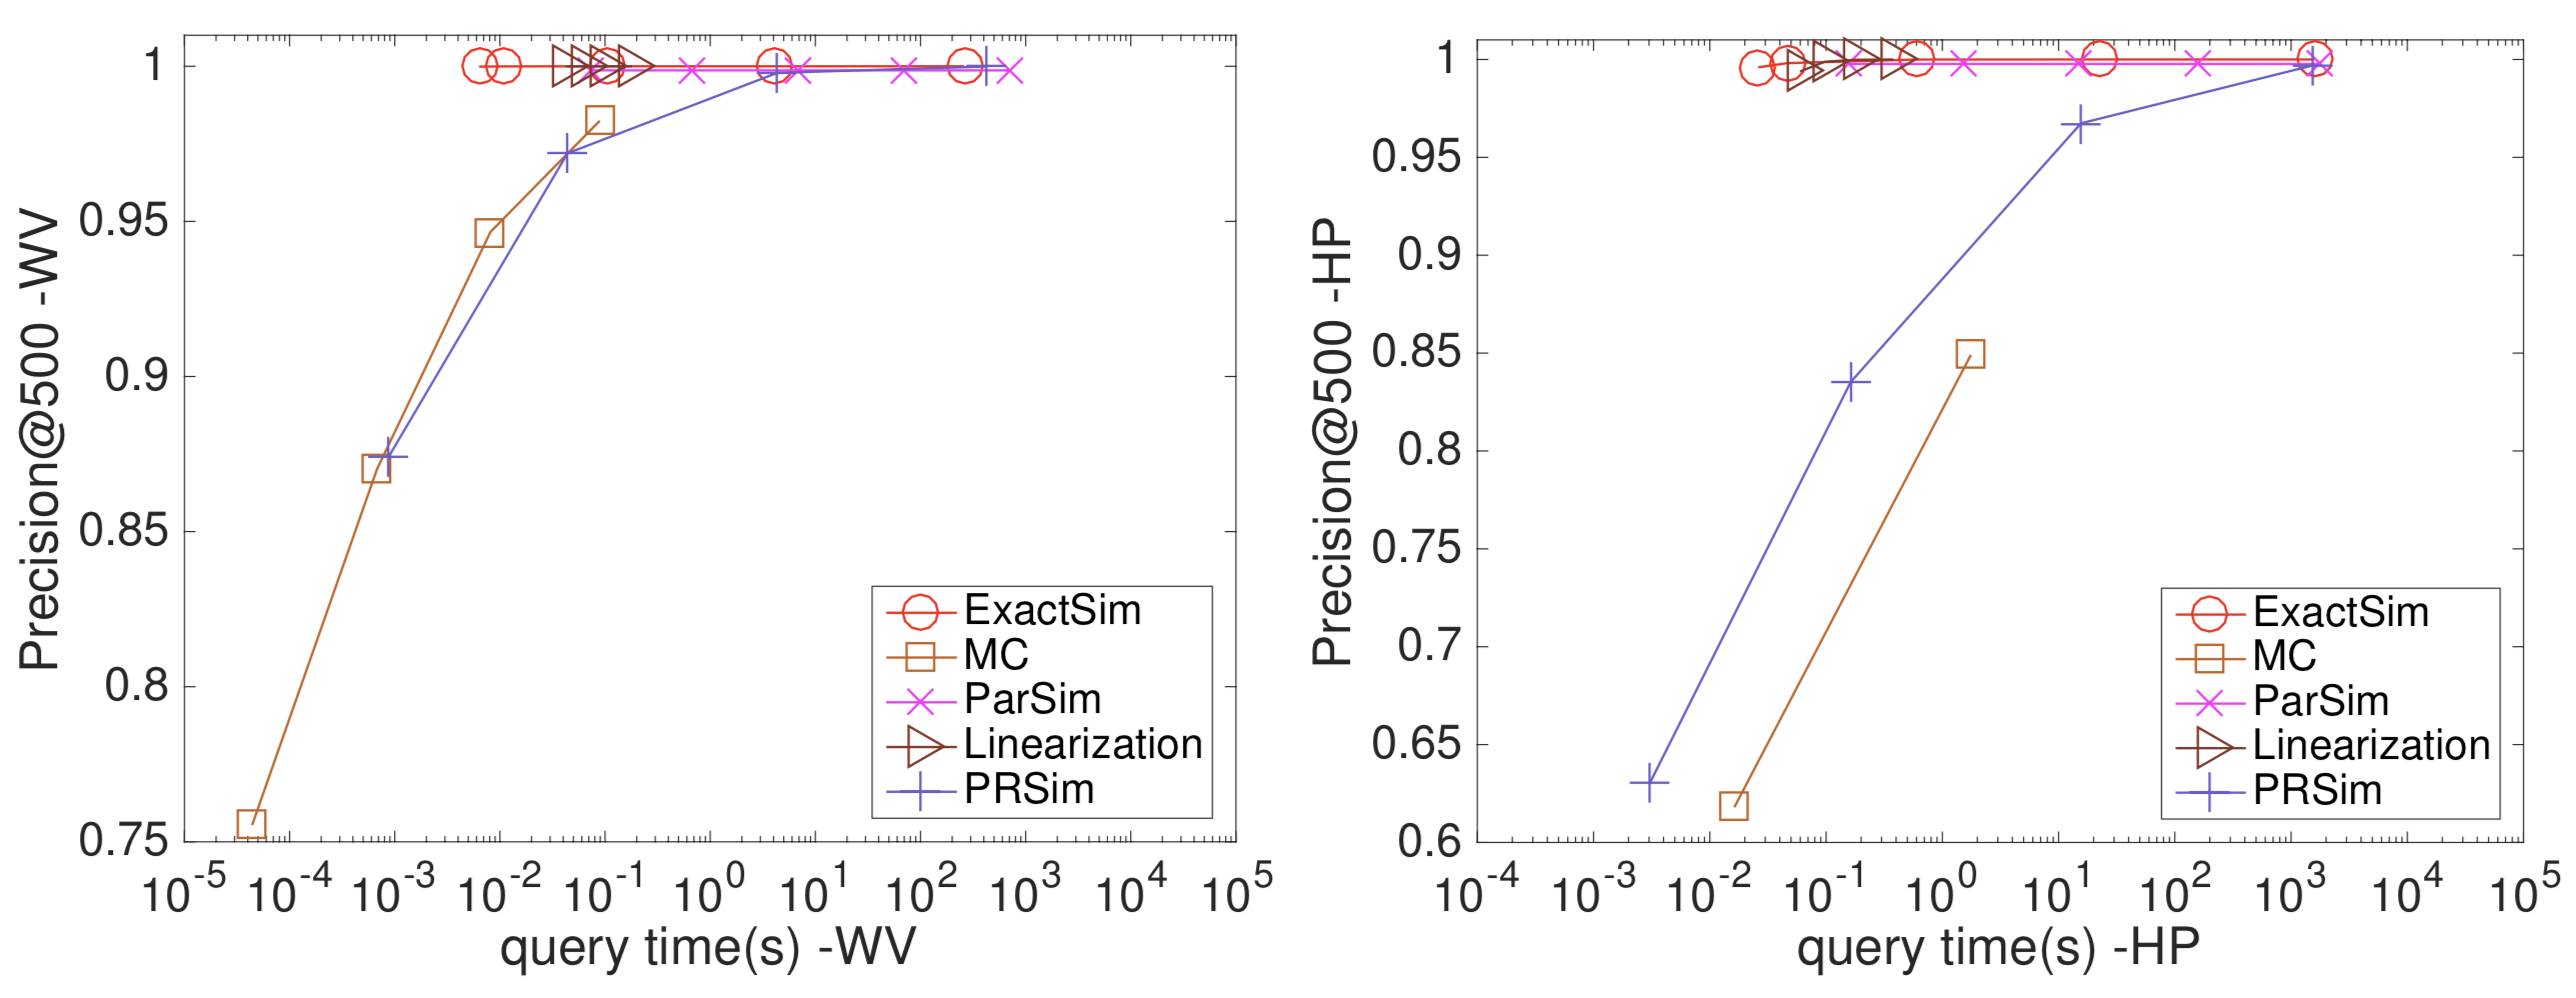 Precision@500 -WV
1
0.95
0.9
0.85
0.8
0.75
10^-5 10^-4 10^-3 10^-2 10^-1 10^0 10^1 10^2 10^3 10^4 10^5
query time(s) -WV
ExactSim
MC
ParSim
Linearization
PRSim
Precision@500 -HP
1
0.95
0.9
0.85
0.8
0.75
0.7
0.65
0.6
10^-4 10^-3 10^-2 10^-1 10^0 10^1 10^2 10^3 10^4 10^5
query time(s) -HP
ExactSim
MC
ParSim
Linearization
PRSim